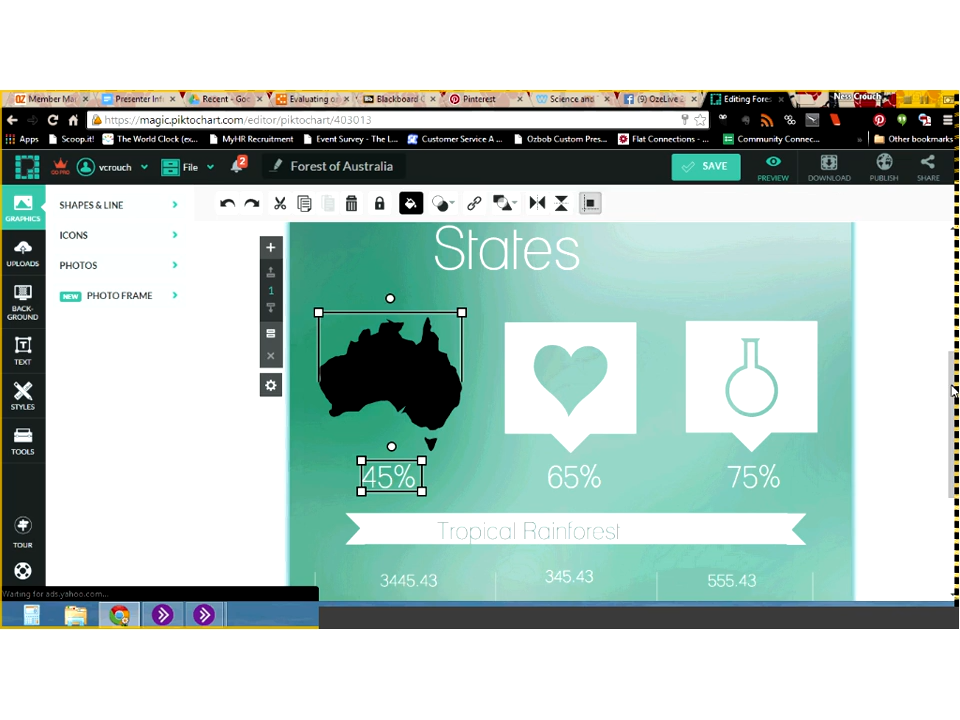 Member Ma
Presenter Inf
Recent - Goo
Evaluating o
Blackboard C
Pinterest
Science and
(9) OzeLive
Editing Fores
Ness Crouch
https://magic.piktochart.com/editor/piktochart/403013
Apps
Scoop.it!
The World Clock (ex
MyHR Recruitment
Event Survey - The L...
Customer Service A ...
Ozbob Custom Pres...
Flat Connections ...
Community Connec...
»
Other bookmarks
GO PRO
vcrouch
File
2
Forest of Australia
SAVE
PREVIEW
DOWNLOAD
PUBLISH
SHARE
GRAPHICS
UPLOADS
BACK-
GROUND
TEXT
STYLES
TOOLS
TOUR
SHAPES & LINE
ICONS
PHOTOS
NEW PHOTO FRAME
1
States
45%
65%
75%
Tropical Rainforest
3445.43
345.43
555.43
Waiting for ads.yahoo.com...